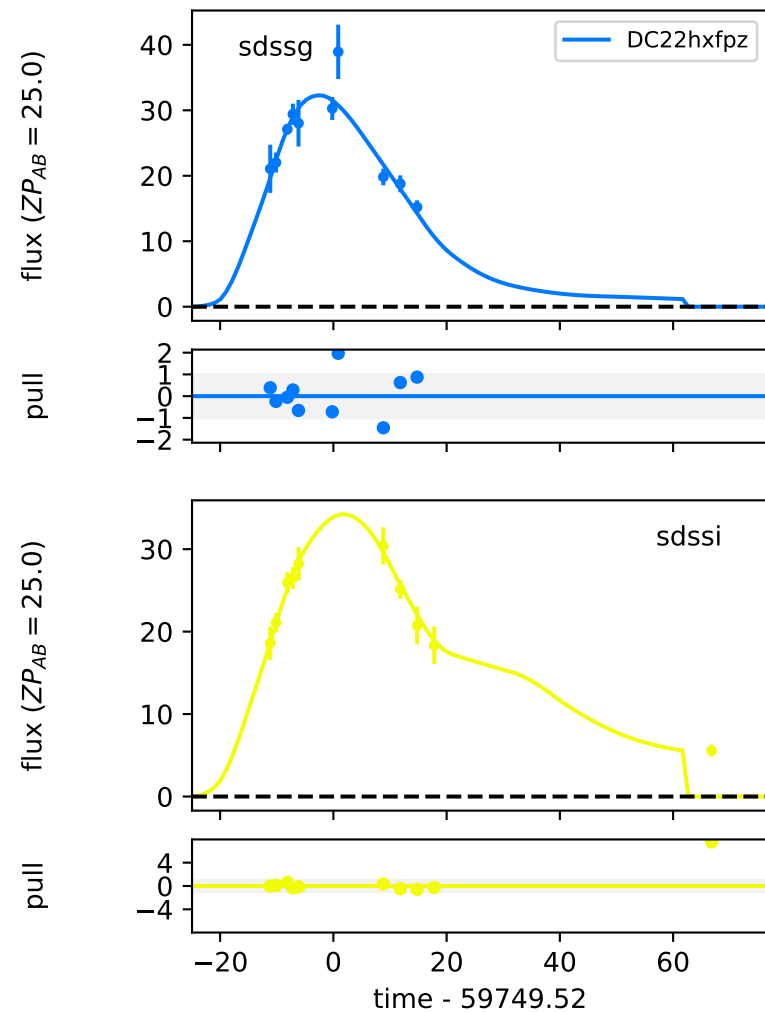 sdssg
DC22hxfpz
flux (ZP_AB = 25.0)
40
30
20
10
0
pull
2
1
0
−1
−2
sdssi
flux (ZP_AB = 25.0)
30
20
10
0
pull
4
0
−4
−20 0 20 40 60
time - 59749.52